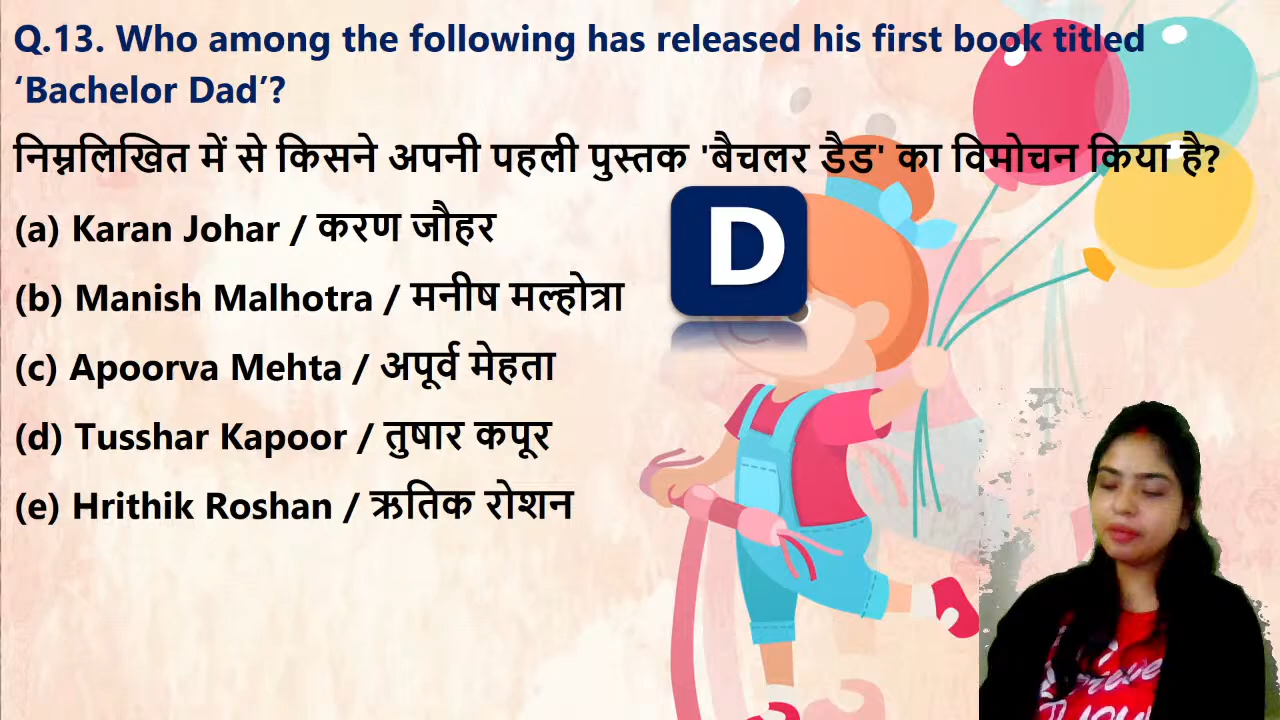 Q.13. Who among the following has released his first book titled
‘Bachelor Dad’?
निम्नलिखित में से किसने अपनी पहली पुस्तक 'बैचलर डैड' का विमोचन किया है?
(a) Karan Johar / करण जौहर
D
(b) Manish Malhotra / मनीष मल्होत्रा
(c) Apoorva Mehta / अपूर्व मेहता
(d) Tusshar Kapoor / तुषार कपूर
(e) Hrithik Roshan / ऋतिक रोशन